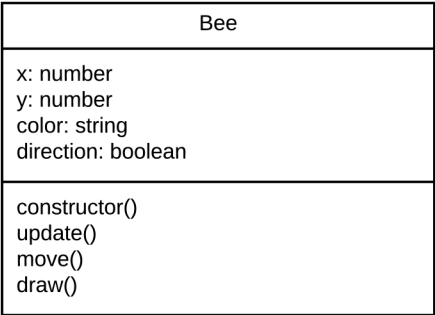 Bee
x: number
y: number
color: string
direction: boolean
constructor()
update()
move()
draw()